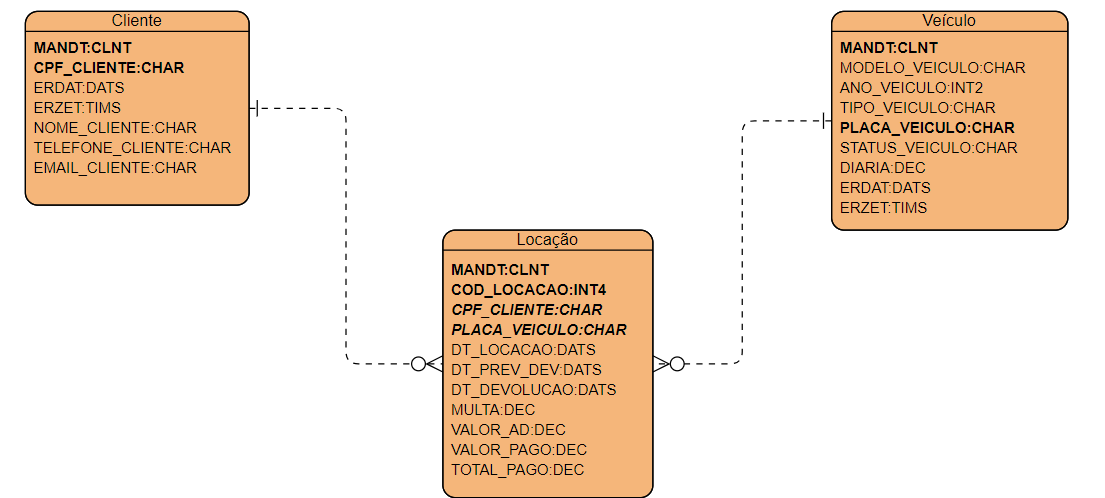 Cliente
MANDT:CLNT
CPF_CLIENTE:CHAR
ERDAT:DATS
ERZET:TIMS
NOME_CLIENTE:CHAR
TELEFONE_CLIENTE:CHAR
EMAIL_CLIENTE:CHAR
Veículo
MANDT:CLNT
MODELO_VEICULO:CHAR
ANO_VEICULO:INT2
TIPO_VEICULO:CHAR
PLACA_VEICULO:CHAR
STATUS_VEICULO:CHAR
DIARIA:DEC
ERDAT:DATS
ERZET:TIMS
Locação
MANDT:CLNT
COD_LOCACAO:INT4
CPF_CLIENTE:CHAR
PLACA_VEICULO:CHAR
DT_LOCACAO:DATS
DT_PREV_DEV:DATS
DT_DEVOLUCAO:DATS
MULTA:DEC
VALOR_AD:DEC
VALOR_PAGO:DEC
TOTAL_PAGO:DEC